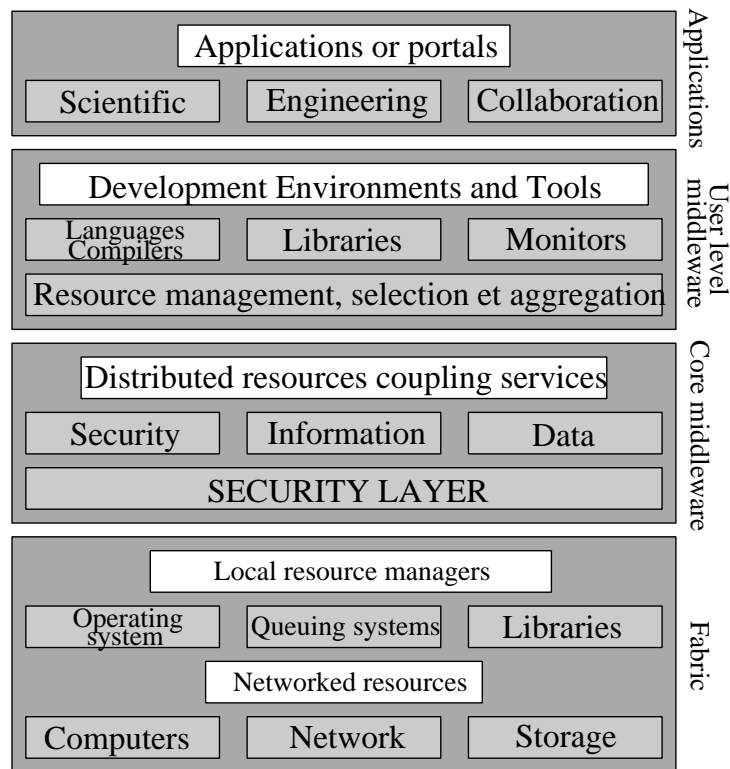 Applications or portals
Scientific
Engineering
Collaboration
Applications
Development Environments and Tools
Languages
Compilers
Libraries
Monitors
Resource management, selection et aggregation
User level
middleware
Distributed resources coupling services
Security
Information
Data
SECURITY LAYER
Core middleware
Local resource managers
Operating
system
Queuing systems
Libraries
Networked resources
Computers
Network
Storage
Fabric